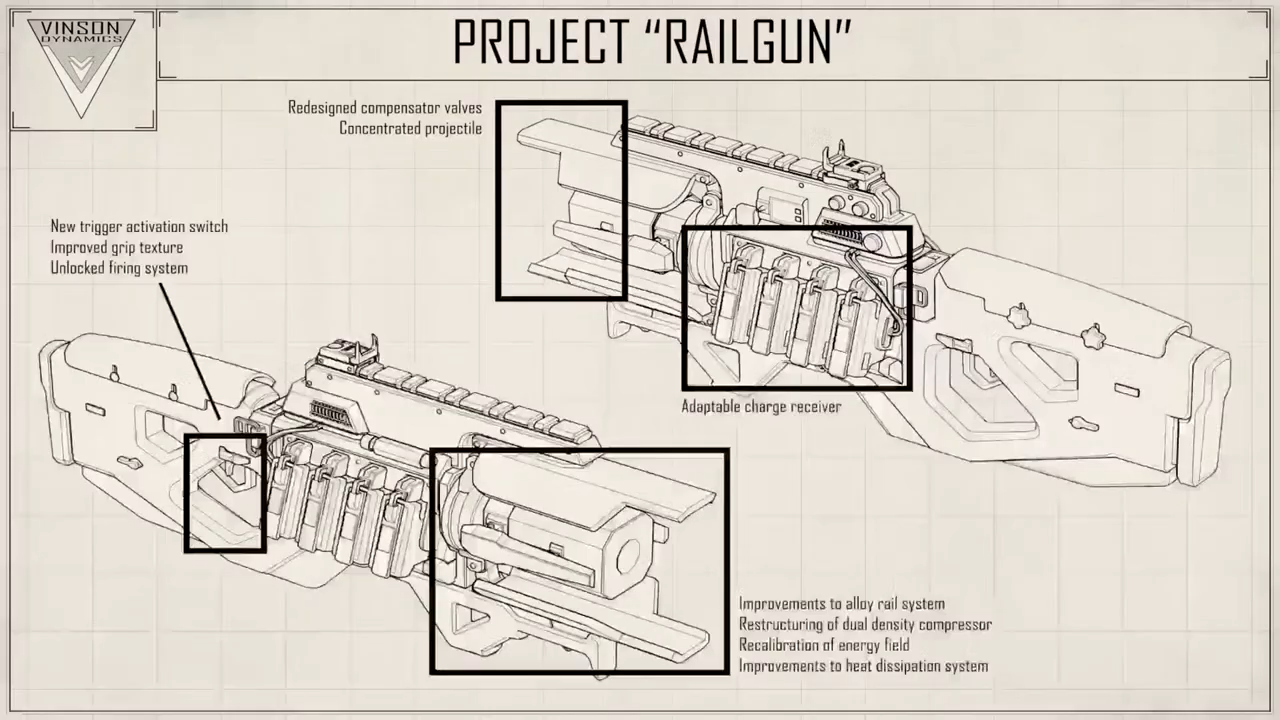 VINSON
DYNAMICS
PROJECT “RAILGUN”
Redesigned compensator valves
Concentrated projectile
New trigger activation switch
Improved grip texture
Unlocked firing system
Adaptable charge receiver
Improvements to alloy rail system
Restructuring of dual density compressor
Recalibration of energy field
Improvements to heat dissipation system